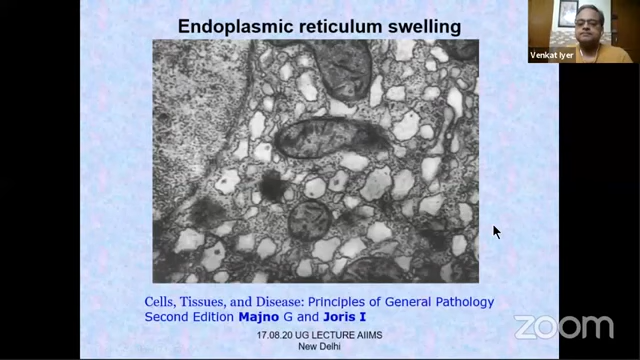 Endoplasmic reticulum swelling
Venkat Iyer
Cells, Tissues, and Disease: Principles of General Pathology
Second Edition Majno G and Joris I
17.08.20 UG LECTURE AIIMS
New Delhi
zoom